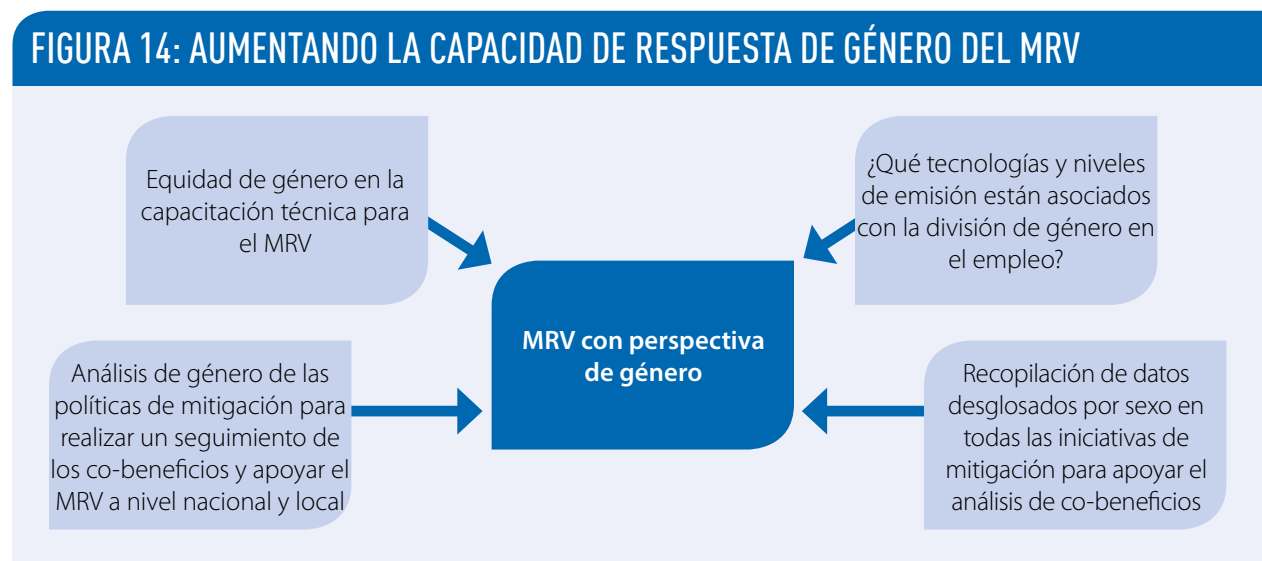 FIGURA 14: AUMENTANDO LA CAPACIDAD DE RESPUESTA DE GÉNERO DEL MRV
Equidad de género en la
capacitación técnica para
el MRV
¿Qué tecnologías y niveles
de emisión están asociados
con la división de género en
el empleo?
MRV con perspectiva
de género
Análisis de género de las
políticas de mitigación para
realizar un seguimiento de
los co-beneficios y apoyar el
MRV a nivel nacional y local
Recopilación de datos
desglosados por sexo en
todas las iniciativas de
mitigación para apoyar el
análisis de co-beneficios